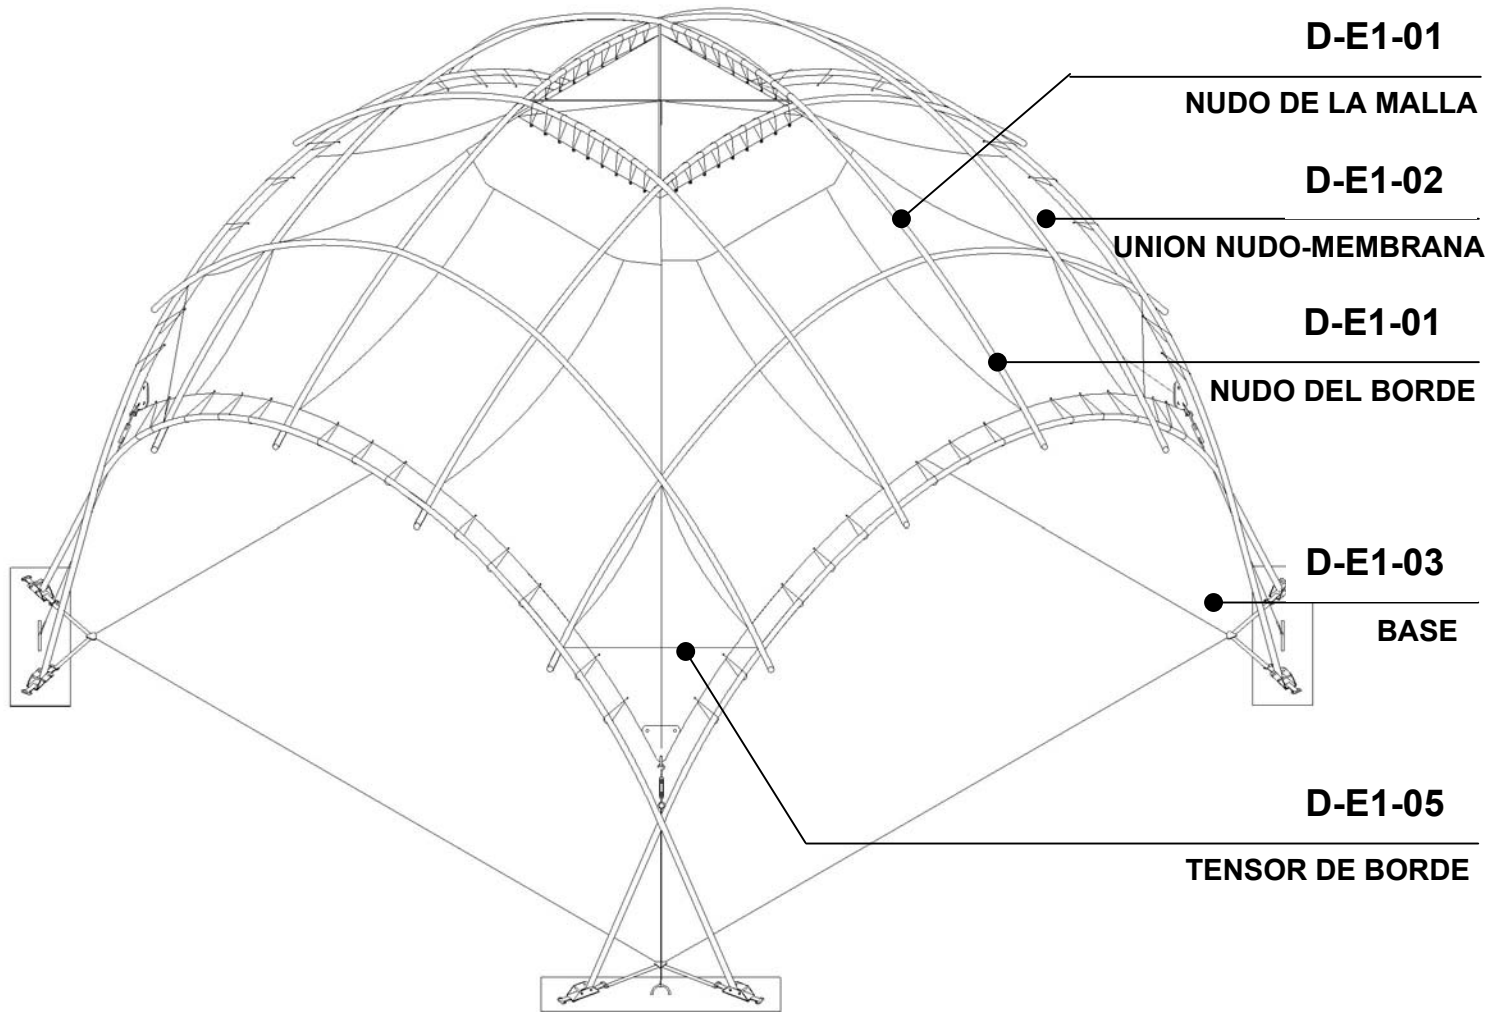 D-E1-01
NUDO DE LA MALLA
D-E1-02
UNION NUDO-MEMBRANA
D-E1-01
NUDO DEL BORDE
D-E1-03
BASE
D-E1-05
TENSOR DE BORDE